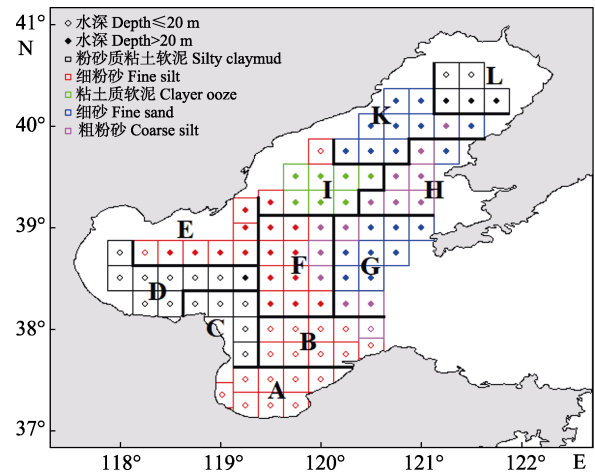 41°
N
40°
39°
38°
37°
水深 Depth≤20 m
水深 Depth>20 m
粉砂质粘土软泥 Silty claymud
细粉砂 Fine silt
粘土质软泥 Clayer ooze
细砂 Fine sand
粗粉砂 Coarse silt
L
K
I
H
E
F
G
D
C
B
A
118°
119°
120°
121°
122°
E